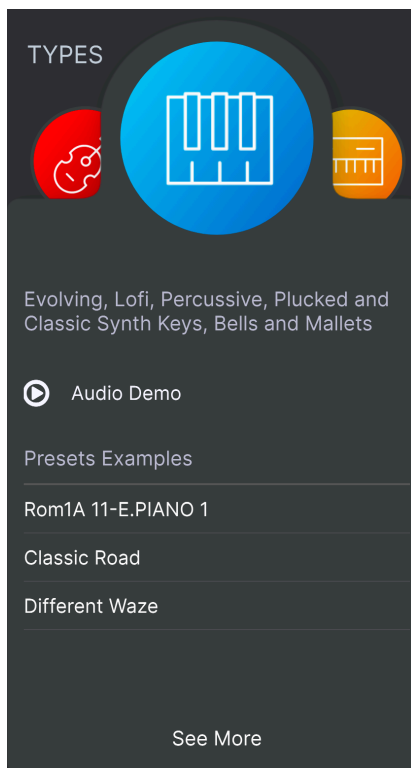 TYPES
Evolving, Lofi, Percussive, Plucked and
Classic Synth Keys, Bells and Mallets
Audio Demo
Presets Examples
Rom1A 11-E.PIANO 1
Classic Road
Different Waze
See More